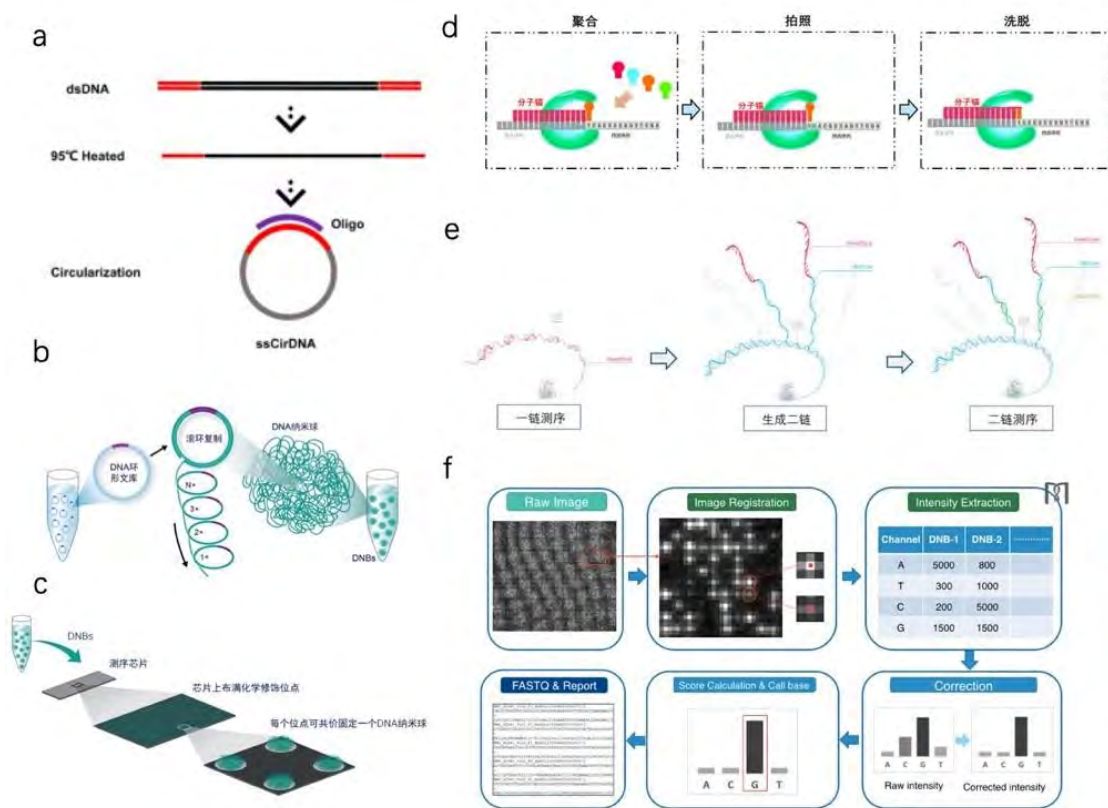 a
dsDNA
95℃ Heated
Oligo
Circularization
ssCirDNA
b
DNA环
形文库
滚环复制
N×
3×
2×
1×
DNA纳米球
DNBs
c
DNBs
测序芯片
芯片上布满化学修饰位点
每个位点可共价固定一个DNA纳米球
d
聚合
拍照
洗脱
分子锚
分子锚
分子锚
e
一链测序
生成二链
二链测序
f
Raw Image
Image Registration
Intensity Extraction
Channel DNB-1 DNB-2 ............
A 5000 800
T 300 1000
C 200 5000
G 1500 1500
FASTQ & Report
Score Calculation & Call base
A C G T
Correction
A C G T
A C G T
Raw intensity
Corrected intensity